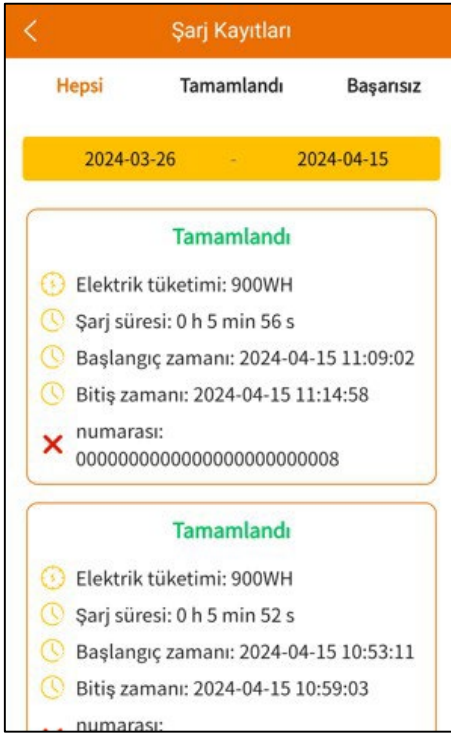 Şarj Kayıtları
Hepsi Tamamlandı Başarısız
2024-03-26 - 2024-04-15
Tamamlandı
Elektrik tüketimi: 900WH
Şarj süresi: 0 h 5 min 56 s
Başlangıç zamanı: 2024-04-15 11:09:02
Bitiş zamanı: 2024-04-15 11:14:58
numarası:
0000000000000000000000008
Tamamlandı
Elektrik tüketimi: 900WH
Şarj süresi: 0 h 5 min 52 s
Başlangıç zamanı: 2024-04-15 10:53:11
Bitiş zamanı: 2024-04-15 10:59:03
numarası: